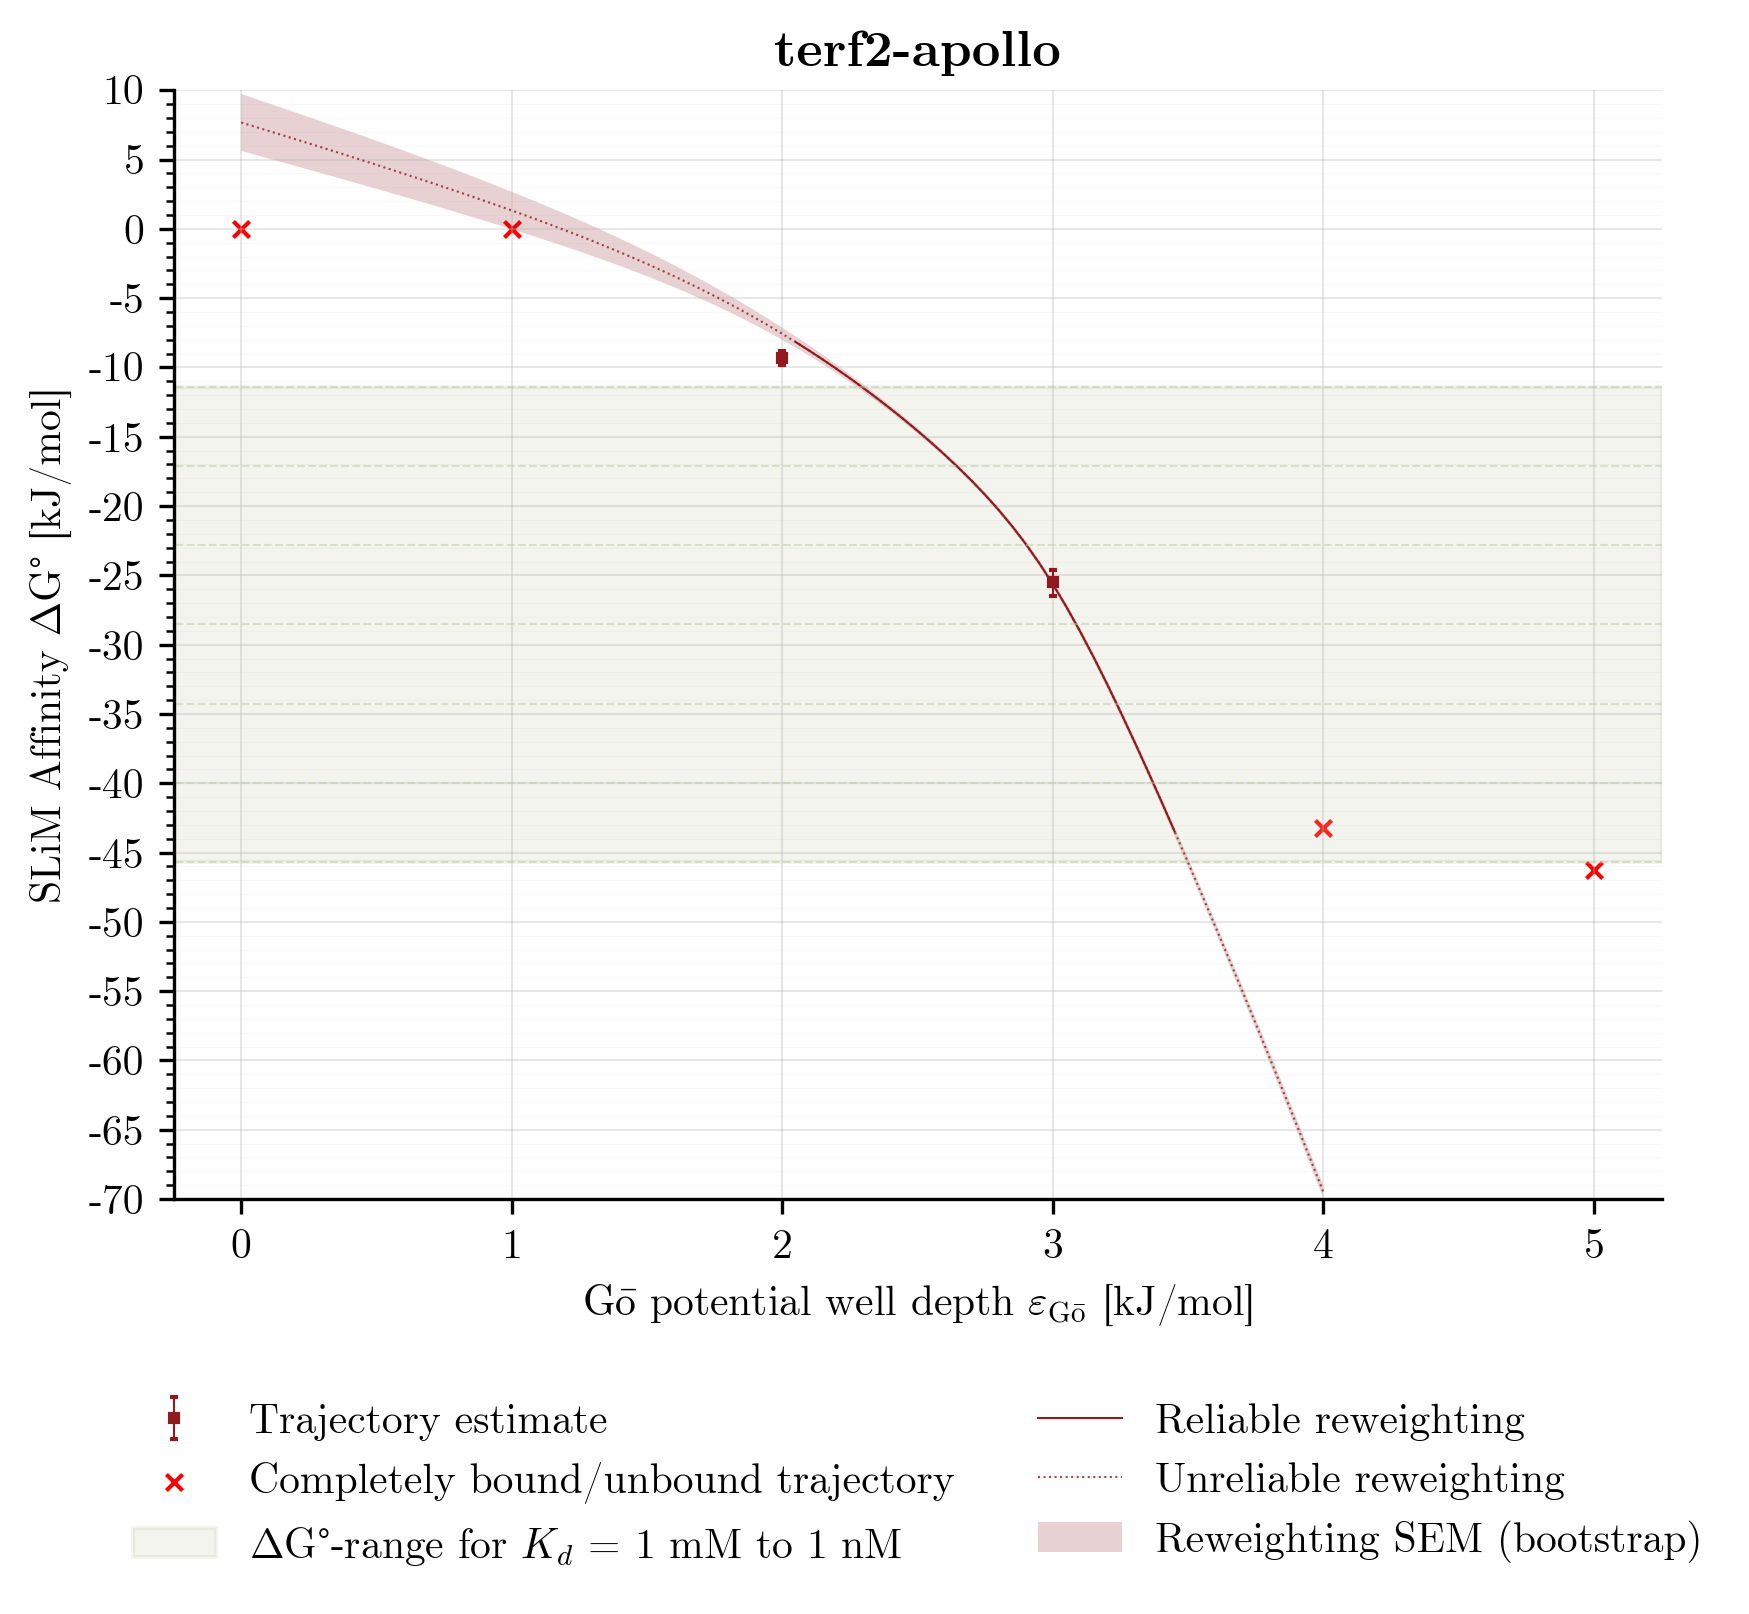 terf2-apollo
10
5
0
-5
-10
-15
-20
-25
-30
-35
-40
-45
-50
-55
-60
-65
-70
SLiM Affinity ΔG° [kJ/mol]
0 1 2 3 4 5
Gō potential well depth εGō [kJ/mol]
Trajectory estimate
Completely bound/unbound trajectory
ΔG°-range for Kd = 1 mM to 1 nM
Reliable reweighting
Unreliable reweighting
Reweighting SEM (bootstrap)